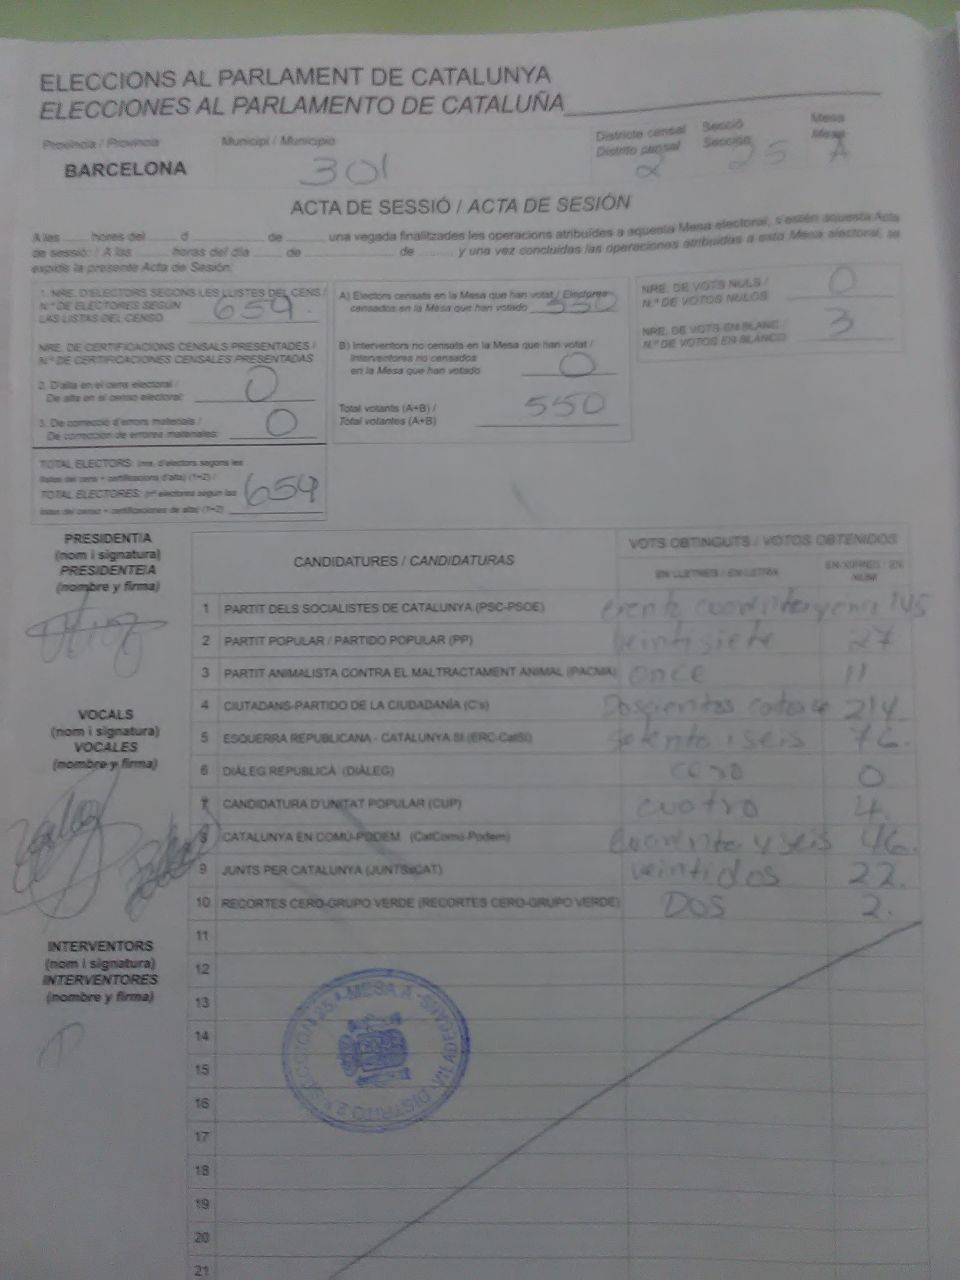 ELECCIONS AL PARLAMENT DE CATALUNYA
ELECCIONES AL PARLAMENTO DE CATALUÑA
Província / Provincia
Municipi / Municipio
Districte censal
Distrito censal
Secció
Sección
Mesa
Mesa
BARCELONA
301
2
25
A
ACTA DE SESSIÓ / ACTA DE SESIÓN
A les ...... hores del ...... d ............ de ........ una vegada finalitzades les operacions atribuïdes a aquesta Mesa electoral, s'estén aquesta Acta
de sessió: / A las ...... horas del día ...... de ............ de ........ y una vez concluidas las operaciones atribuidas a esta Mesa electoral, se
expide la presente Acta de Sesión:
1. NRE. D'ELECTORS SEGONS LES LLISTES DEL CENS /
N.º DE ELECTORES SEGÚN
LAS LISTAS DEL CENSO
659.
NRE. DE CERTIFICACIONS CENSALS PRESENTADES /
N.º DE CERTIFICACIONES CENSALES PRESENTADAS
2. D'alta en el cens electoral /
De alta en el censo electoral:
0
3. De correcció d'errors materials /
De corrección de errores materiales:
0
TOTAL ELECTORS: (nre. d'electors segons les
llistes del cens + certificacions d'alta) (1+2) /
TOTAL ELECTORES: (nº electores según las
listas del censo + certificaciones de alta) (1+2)
659
A) Electors censats en la Mesa que han votat / Electores
censados en la Mesa que han votado
550
B) Interventors no censats en la Mesa que han votat /
Interventores no censados
en la Mesa que han votado
0
Total votants (A+B) /
Total votantes (A+B)
550
NRE. DE VOTS NULS /
N.º DE VOTOS NULOS
0
NRE. DE VOTS EN BLANC /
N.º DE VOTOS EN BLANCO
3
PRESIDENT/A
(nom i signatura)
PRESIDENTE/A
(nombre y firma)
VOCALS
(nom i signatura)
VOCALES
(nombre y firma)
INTERVENTORS
(nom i signatura)
INTERVENTORES
(nombre y firma)
CANDIDATURES / CANDIDATURAS
VOTS OBTINGUTS / VOTOS OBTENIDOS
EN LLETRES / EN LETRA
EN XIFRES / EN NÚM.
1 PARTIT DELS SOCIALISTES DE CATALUNYA (PSC-PSOE) 145
2 PARTIT POPULAR / PARTIDO POPULAR (PP) veintisiete 27
3 PARTIT ANIMALISTA CONTRA EL MALTRACTAMENT ANIMAL (PACMA) once 11
4 CIUTADANS-PARTIDO DE LA CIUDADANÍA (C's) Doscientos catorce 214.
5 ESQUERRA REPUBLICANA - CATALUNYA SÍ (ERC-CatSí) setenta i seis 76.
6 DIÀLEG REPUBLICÀ (DIÀLEG) cero 0
7 CANDIDATURA D'UNITAT POPULAR (CUP) cuatro 4.
8 CATALUNYA EN COMÚ-PODEM (CatComú-Podem) Cuarenta y seis 46.
9 JUNTS PER CATALUNYA (JUNTSxCAT) veintidos 22.
10 RECORTES CERO-GRUPO VERDE (RECORTES CERO-GRUPO VERDE) DOS 2.
11
12
13
14
15
16
17
18
19
20
21
SECCION 25ª MESA A. VILADECANS. DISTRITO 2